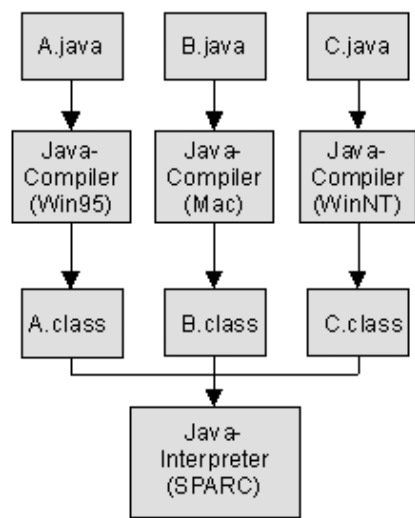 A.java
B.java
C.java
Java-
Compiler
(Win95)
Java-
Compiler
(Mac)
Java-
Compiler
(WinNT)
A.class
B.class
C.class
Java-
Interpreter
(SPARC)